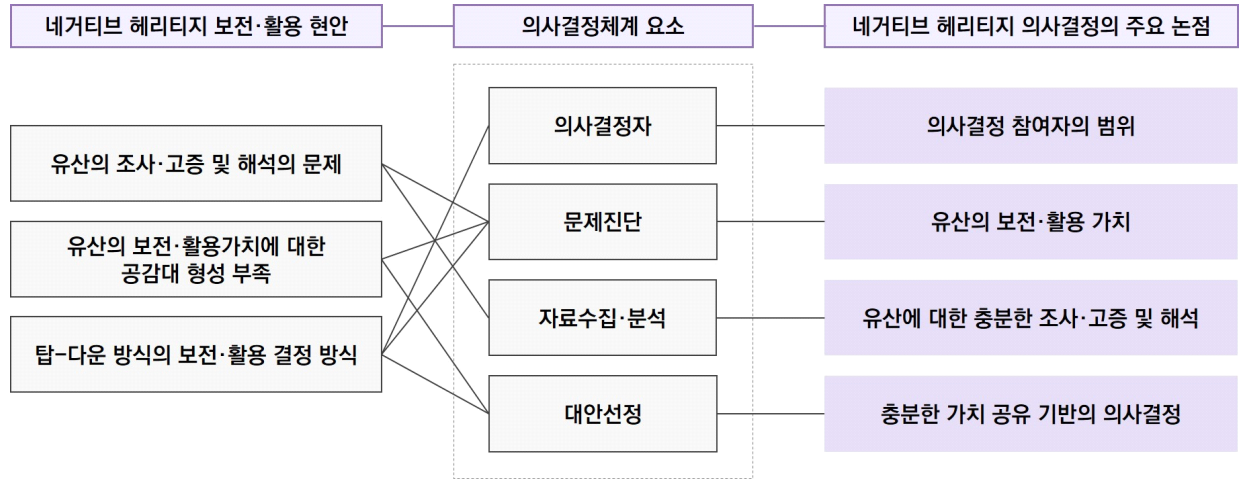 네거티브 헤리티지 보전·활용 현안
의사결정체계 요소
네거티브 헤리티지 의사결정의 주요 논점
유산의 조사·고증 및 해석의 문제
유산의 보전·활용가치에 대한
공감대 형성 부족
탑-다운 방식의 보전·활용 결정 방식
의사결정자
문제진단
자료수집·분석
대안선정
의사결정 참여자의 범위
유산의 보전·활용 가치
유산에 대한 충분한 조사·고증 및 해석
충분한 가치 공유 기반의 의사결정